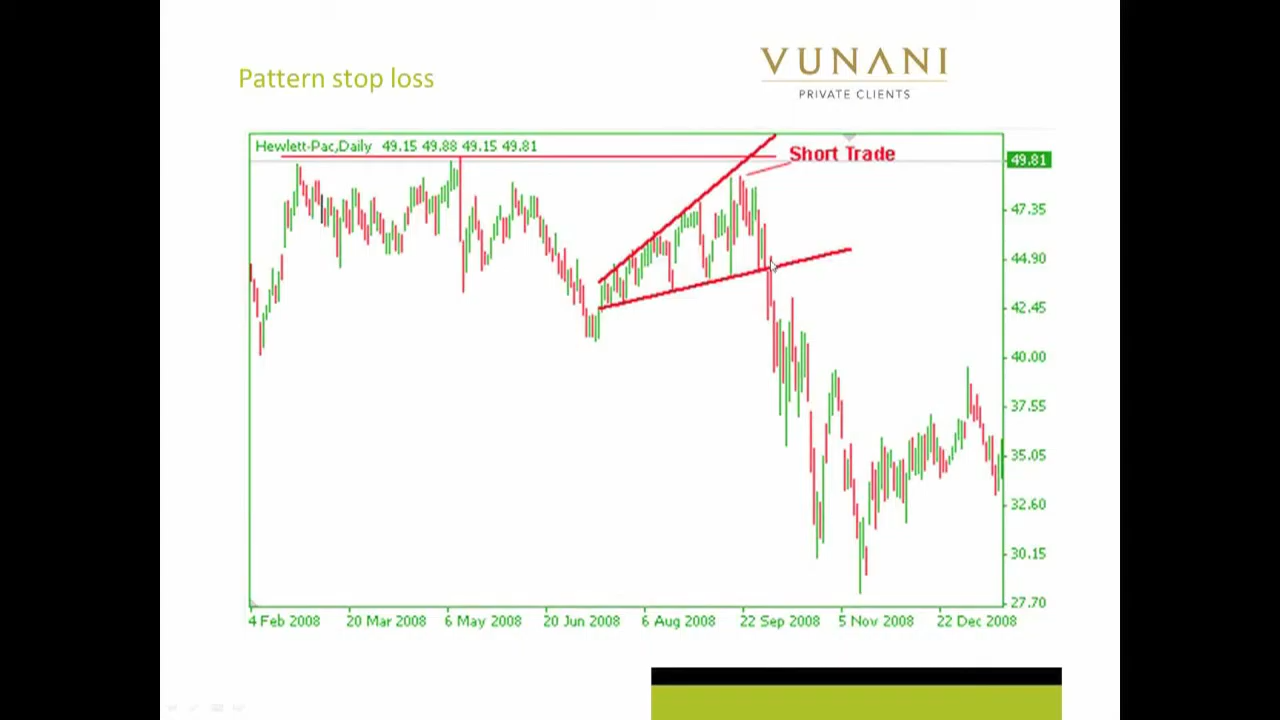 Pattern stop loss
VUNANI
PRIVATE CLIENTS
Hewlett-Pac,Daily 49.15 49.88 49.15 49.81
Short Trade
49.81
47.35
44.90
42.45
40.00
37.55
35.05
32.60
30.15
27.70
4 Feb 2008 20 Mar 2008 6 May 2008 20 Jun 2008 6 Aug 2008 22 Sep 2008 5 Nov 2008 22 Dec 2008